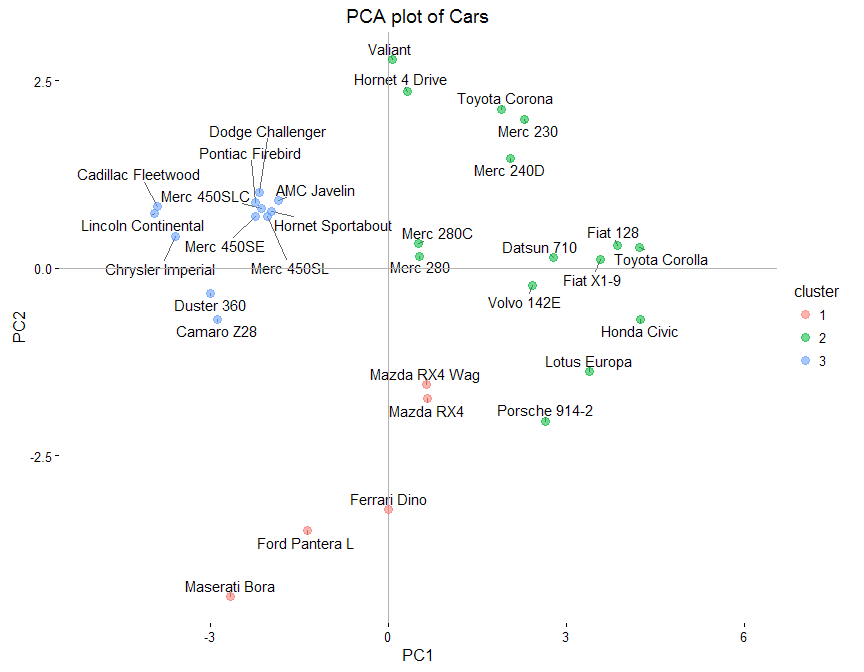 PCA plot of Cars
Valiant
2.5
Hornet 4 Drive
Toyota Corona
Merc 230
Dodge Challenger
Pontiac Firebird
Merc 240D
Cadillac Fleetwood
AMC Javelin
Merc 450SLC
Lincoln Continental
Hornet Sportabout
Merc 280C
Fiat 128
Merc 450SE
Datsun 710
Toyota Corolla
0.0
Chrysler Imperial
Merc 450SL
Merc 280
Fiat X1-9
Duster 360
Volvo 142E
Camaro Z28
Honda Civic
PC2
Lotus Europa
Mazda RX4 Wag
Mazda RX4
Porsche 914-2
-2.5
Ferrari Dino
Ford Pantera L
Maserati Bora
-3
0
3
6
PC1
cluster
1
2
3